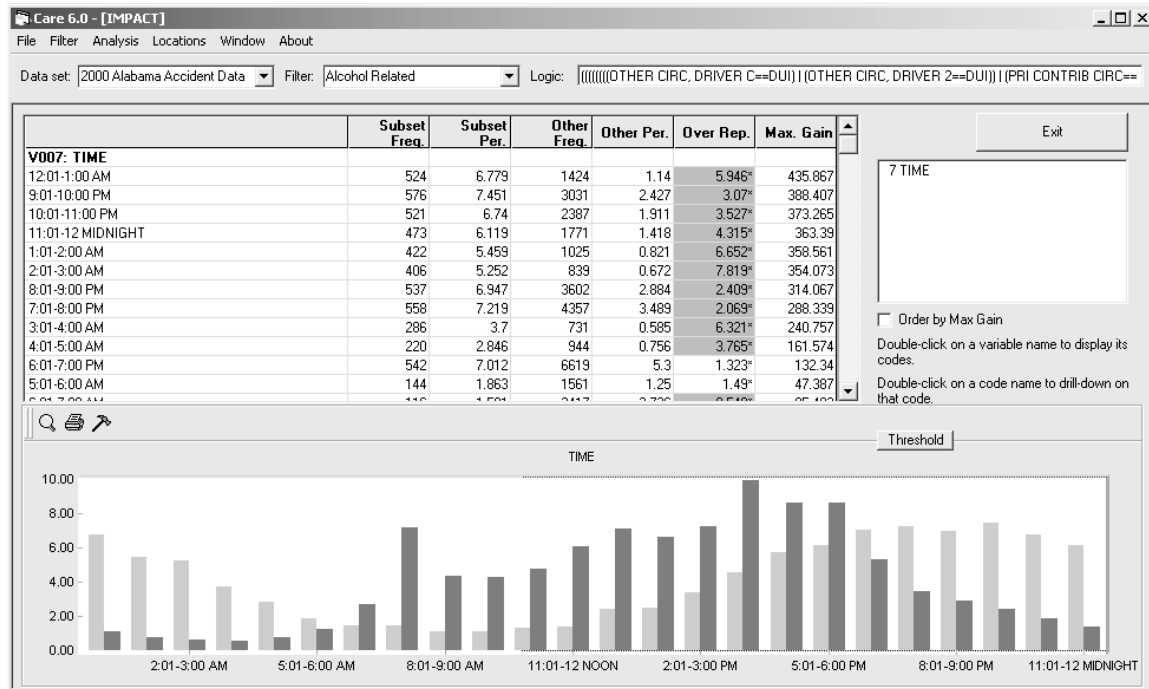 Care 6.0 - [IMPACT]
File Filter Analysis Locations Window About
Data set: 2000 Alabama Accident Data Filter: Alcohol Related Logic: ((((((((OTHER CIRC, DRIVER C==DUI) | (OTHER CIRC, DRIVER 2==DUI)) | (PRI CONTRIB CIRC==
Subset Freq. Subset Per. Other Freq. Other Per. Over Rep. Max. Gain
V007: TIME
12:01-1:00 AM 524 6.779 1424 1.14 5.946* 435.867
9:01-10:00 PM 576 7.451 3031 2.427 3.07* 388.407
10:01-11:00 PM 521 6.74 2387 1.911 3.527* 373.265
11:01-12 MIDNIGHT 473 6.119 1771 1.418 4.315* 363.39
1:01-2:00 AM 422 5.459 1025 0.821 6.652* 358.561
2:01-3:00 AM 406 5.252 839 0.672 7.819* 354.073
8:01-9:00 PM 537 6.947 3602 2.884 2.409* 314.067
7:01-8:00 PM 558 7.219 4357 3.489 2.069* 288.339
3:01-4:00 AM 286 3.7 731 0.585 6.321* 240.757
4:01-5:00 AM 220 2.846 944 0.756 3.765* 161.574
6:01-7:00 PM 542 7.012 6619 5.3 1.323* 132.34
5:01-6:00 AM 144 1.863 1561 1.25 1.49* 47.387
Exit
7 TIME
Order by Max Gain
Double-click on a variable name to display its
codes.
Double-click on a code name to drill-down on
that code.
Threshold
TIME
10.00
8.00
6.00
4.00
2.00
0.00
2:01-3:00 AM 5:01-6:00 AM 8:01-9:00 AM 11:01-12 NOON 2:01-3:00 PM 5:01-6:00 PM 8:01-9:00 PM 11:01-12 MIDNIGHT